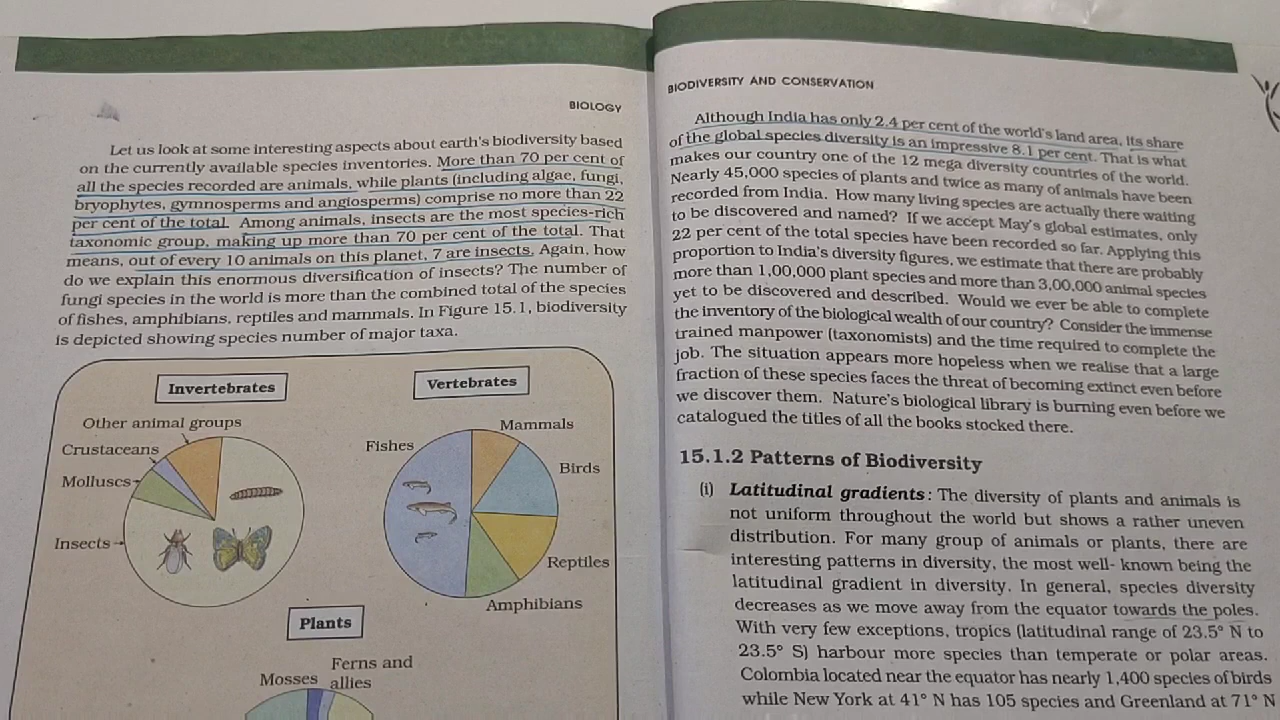 BIOLOGY
Let us look at some interesting aspects about earth's biodiversity based
on the currently available species inventories. More than 70 per cent of
all the species recorded are animals, while plants (including algae, fungi,
bryophytes, gymnosperms and angiosperms) comprise no more than 22
per cent of the total. Among animals, insects are the most species-rich
taxonomic group, making up more than 70 per cent of the total. That
means, out of every 10 animals on this planet, 7 are insects. Again, how
do we explain this enormous diversification of insects? The number of
fungi species in the world is more than the combined total of the species
of fishes, amphibians, reptiles and mammals. In Figure 15.1, biodiversity
is depicted showing species number of major taxa.
Invertebrates
Other animal groups
Crustaceans
Molluscs
Insects
Vertebrates
Mammals
Fishes
Birds
Reptiles
Amphibians
Plants
Ferns and
allies
Mosses
BIODIVERSITY AND CONSERVATION
Although India has only 2.4 per cent of the world's land area, its share
of the global species diversity is an impressive 8.1 per cent. That is what
makes our country one of the 12 mega diversity countries of the world.
Nearly 45,000 species of plants and twice as many of animals have been
recorded from India. How many living species are actually there waiting
to be discovered and named? If we accept May's global estimates, only
22 per cent of the total species have been recorded so far. Applying this
proportion to India's diversity figures, we estimate that there are probably
more than 1,00,000 plant species and more than 3,00,000 animal species
yet to be discovered and described. Would we ever be able to complete
the inventory of the biological wealth of our country? Consider the immense
trained manpower (taxonomists) and the time required to complete the
job. The situation appears more hopeless when we realise that a large
fraction of these species faces the threat of becoming extinct even before
we discover them. Nature's biological library is burning even before we
catalogued the titles of all the books stocked there.
15.1.2 Patterns of Biodiversity
(i) Latitudinal gradients: The diversity of plants and animals is
not uniform throughout the world but shows a rather uneven
distribution. For many group of animals or plants, there are
interesting patterns in diversity, the most well- known being the
latitudinal gradient in diversity. In general, species diversity
decreases as we move away from the equator towards the poles.
With very few exceptions, tropics (latitudinal range of 23.5° N to
23.5° S) harbour more species than temperate or polar areas.
Colombia located near the equator has nearly 1,400 species of birds
while New York at 41° N has 105 species and Greenland at 71° N